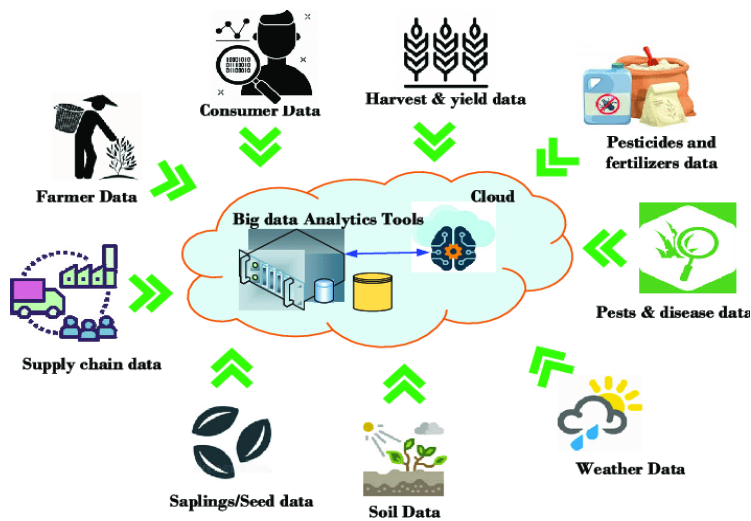 Consumer Data
Harvest & yield data
Pesticides and
fertilizers data
Farmer Data
Cloud
Big data Analytics Tools
Pests & disease data
Supply chain data
Weather Data
Saplings/Seed data
Soil Data